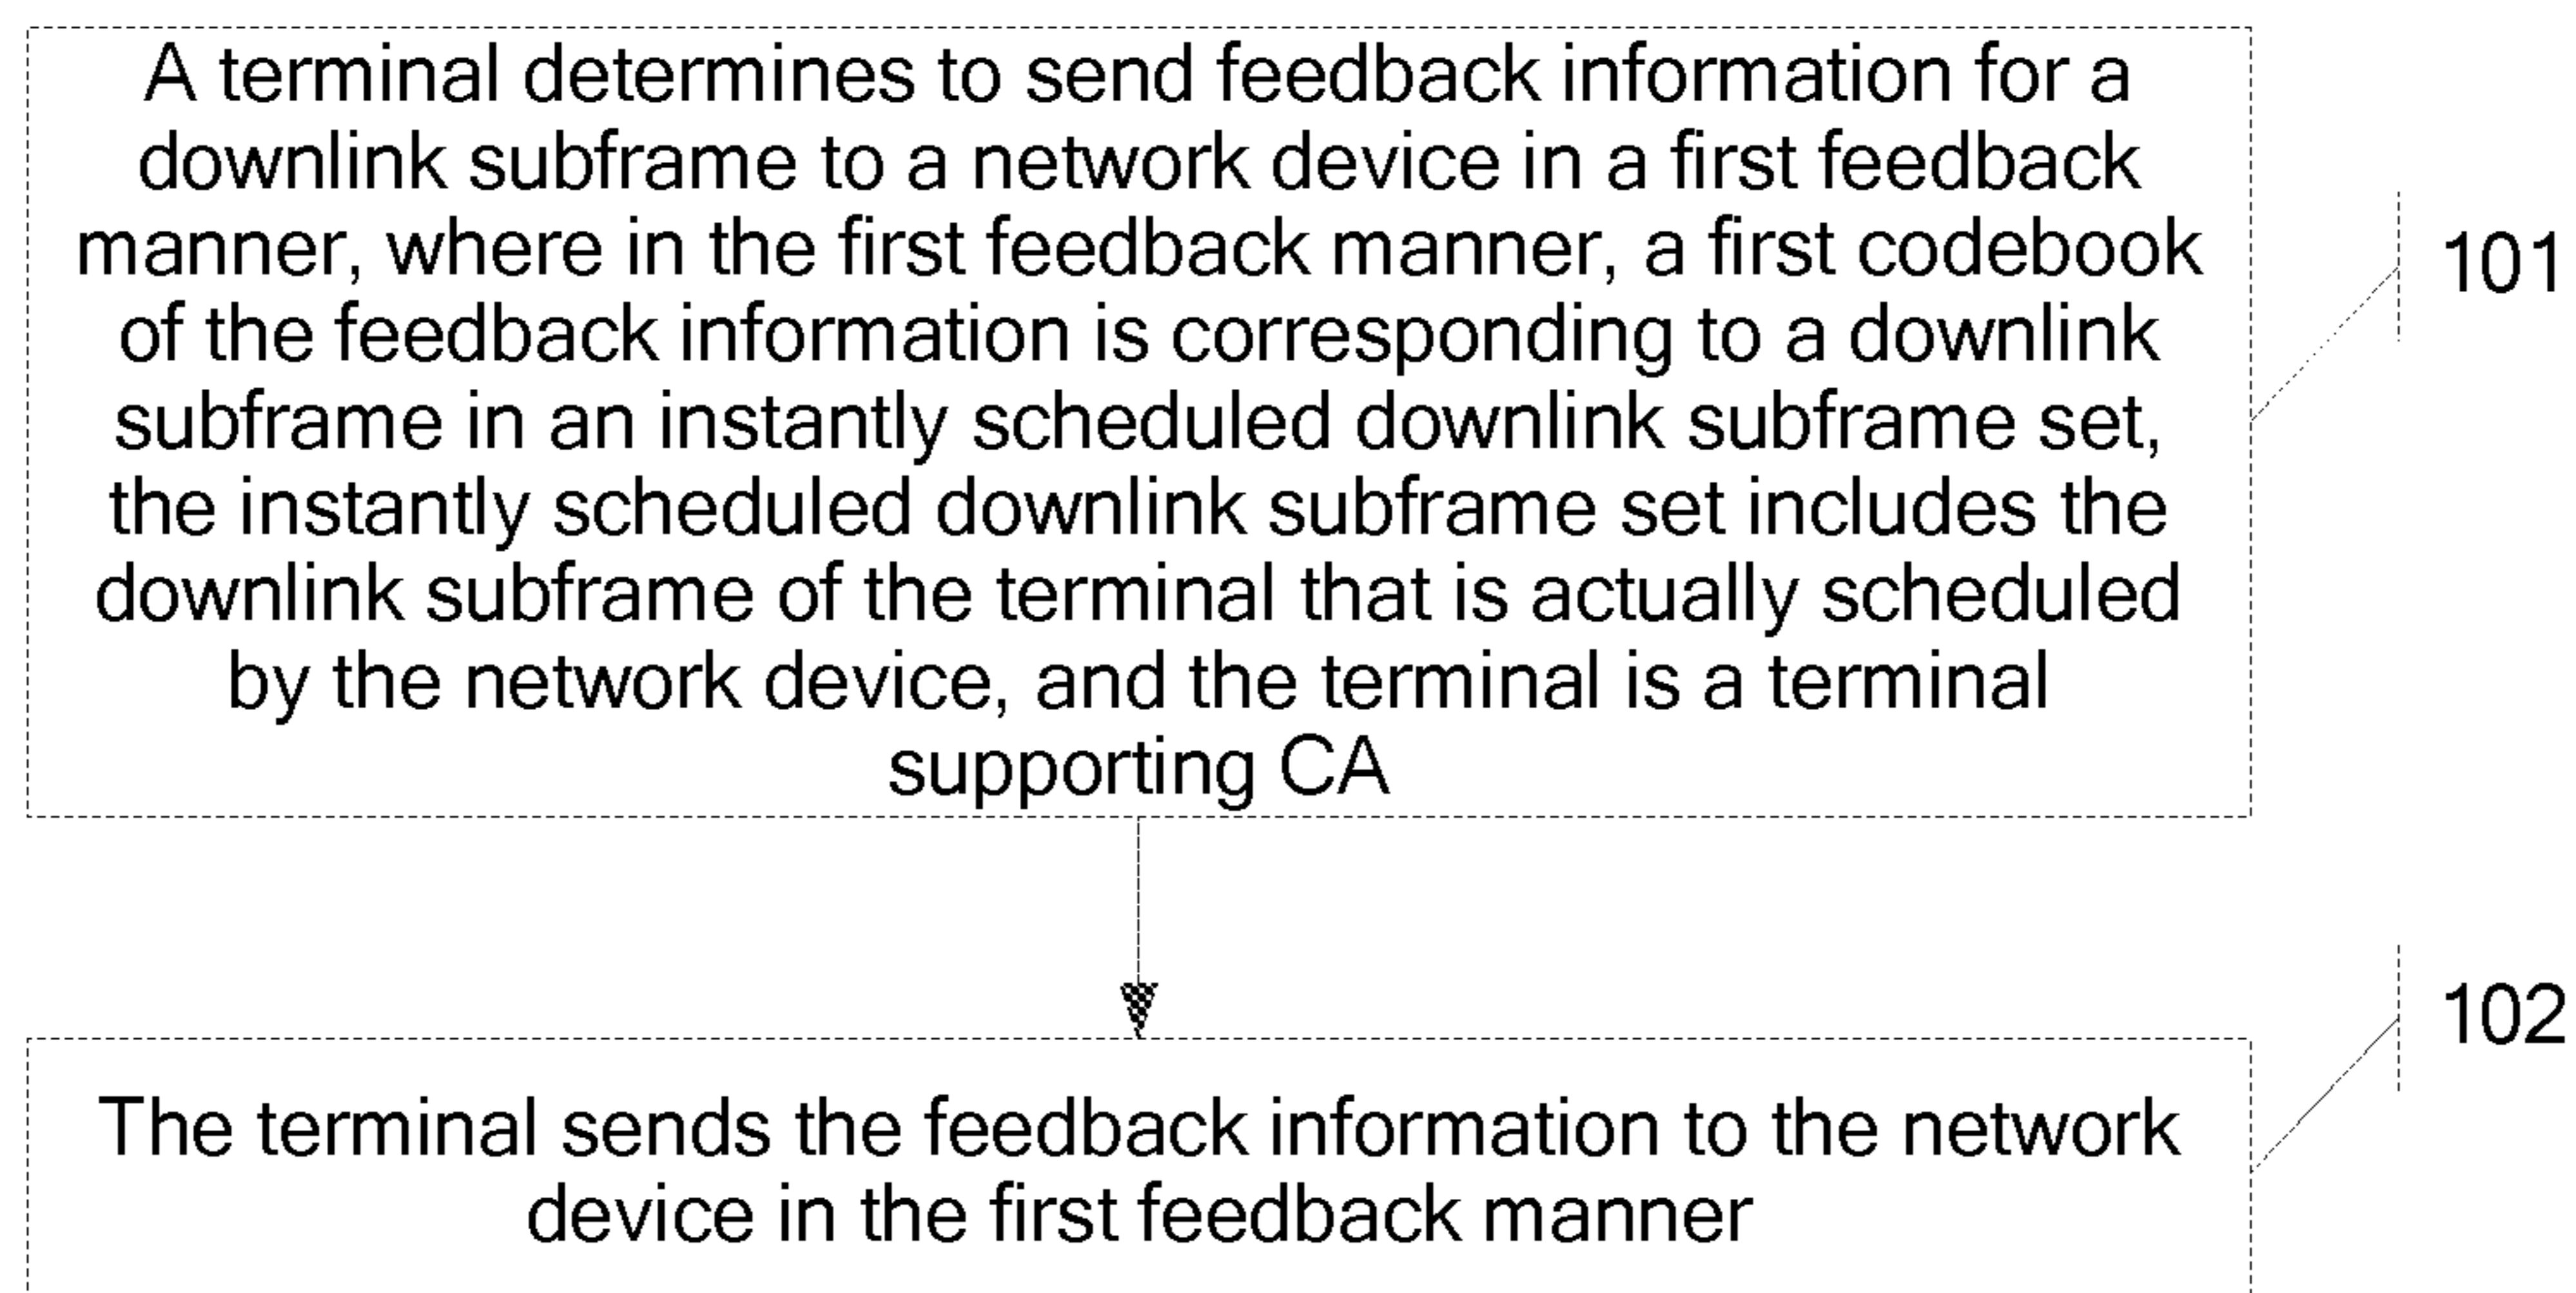 A terminal determines to send feedback information for a
downlink subframe to a network device in a first feedback
manner, where in the first feedback manner, a first codebook
of the feedback information is corresponding to a downlink
subframe in an instantly scheduled downlink subframe set,
the instantly scheduled downlink subframe set includes the
downlink subframe of the terminal that is actually scheduled
by the network device, and the terminal is a terminal
supporting CA
101
The terminal sends the feedback information to the network
device in the first feedback manner
102